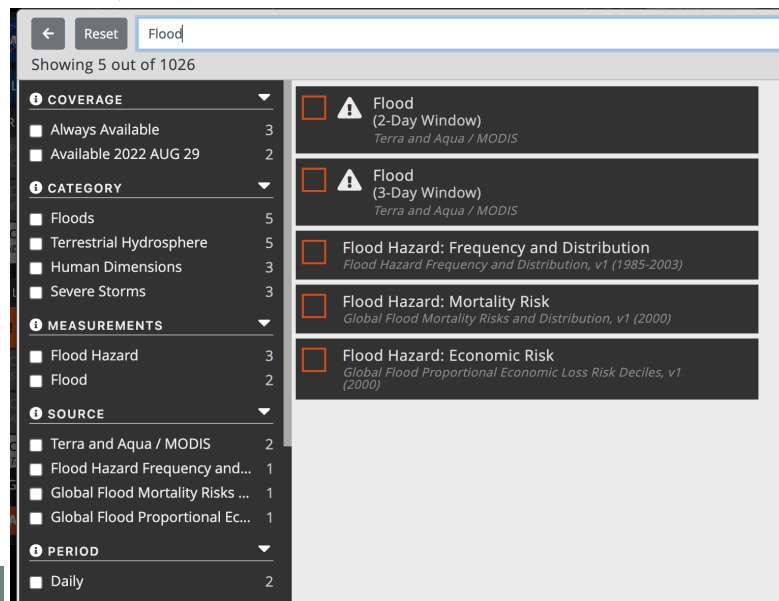 Reset
Flood
Showing 5 out of 1026
COVERAGE
Always Available 3
Available 2022 AUG 29 2
CATEGORY
Floods 5
Terrestrial Hydrosphere 5
Human Dimensions 3
Severe Storms 3
MEASUREMENTS
Flood Hazard 3
Flood 2
SOURCE
Terra and Aqua / MODIS 2
Flood Hazard Frequency and... 1
Global Flood Mortality Risks ... 1
Global Flood Proportional Ec... 1
PERIOD
Daily 2
Flood
(2-Day Window)
Terra and Aqua / MODIS
Flood
(3-Day Window)
Terra and Aqua / MODIS
Flood Hazard: Frequency and Distribution
Flood Hazard Frequency and Distribution, v1 (1985-2003)
Flood Hazard: Mortality Risk
Global Flood Mortality Risks and Distribution, v1 (2000)
Flood Hazard: Economic Risk
Global Flood Proportional Economic Loss Risk Deciles, v1
(2000)